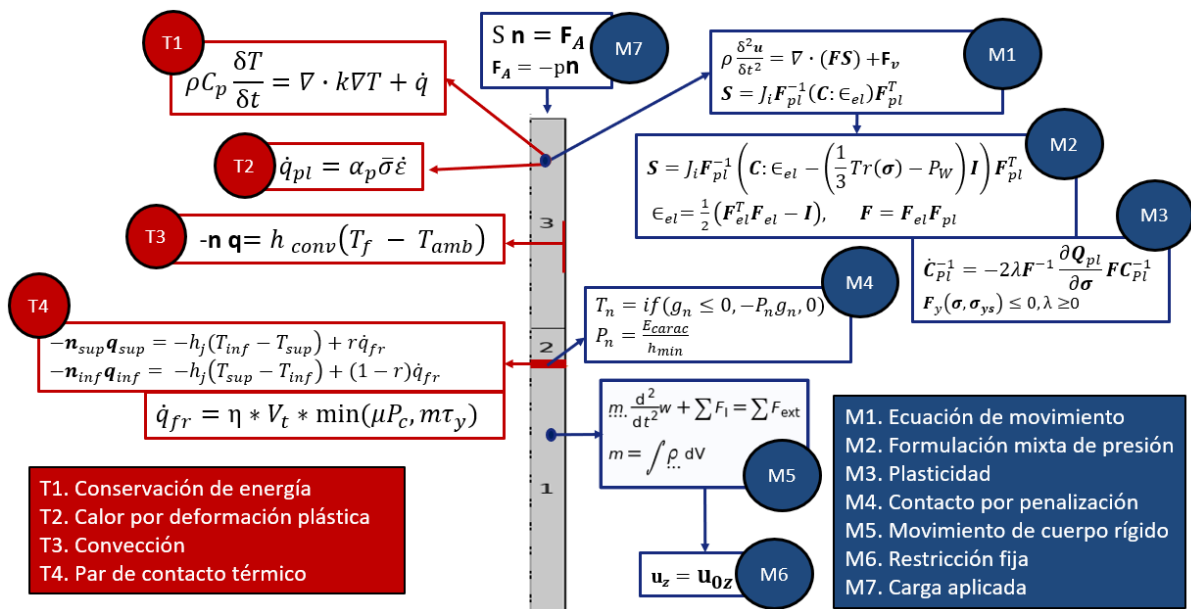 T1
ρC_p δT/δt = ∇ · k∇T + q̇
T2
q̇_pl = α_p σ̄ ε̇
T3
-n q= h_conv(T_f − T_amb)
T4
−n_sup q_sup = −h_j(T_inf − T_sup) + r q̇_fr
−n_inf q_inf = −h_j(T_sup − T_inf) + (1 − r) q̇_fr
q̇_fr = η * V_t * min(μP_c, mτ_y)
T1. Conservación de energía
T2. Calor por deformación plástica
T3. Convección
T4. Par de contacto térmico
S n = F_A
F_A = −pn
M7
3
2
1
ρ δ²u/δt² = ∇ · (FS) + F_v
S = J_i F_pl^−1 (C: ϵ_el) F_pl^T
M1
S = J_i F_pl^−1 (C: ϵ_el − (1/3 Tr(σ) − P_W) I) F_pl^T
ϵ_el = 1/2 (F_el^T F_el − I), F = F_el F_pl
M2
Ċ_Pl^−1 = −2λF^−1 ∂Q_pl/∂σ FC_Pl^−1
F_y(σ, σ_ys) ≤ 0, λ ≥0
M3
T_n = if(g_n ≤ 0, −P_n g_n, 0)
P_n = E_carac/h_min
M4
m d²/dt² w + ∑ F_I = ∑ F_ext
m = ∫ ρ dV
M5
u_z = u_0z
M6
M1. Ecuación de movimiento
M2. Formulación mixta de presión
M3. Plasticidad
M4. Contacto por penalización
M5. Movimiento de cuerpo rígido
M6. Restricción fija
M7. Carga aplicada